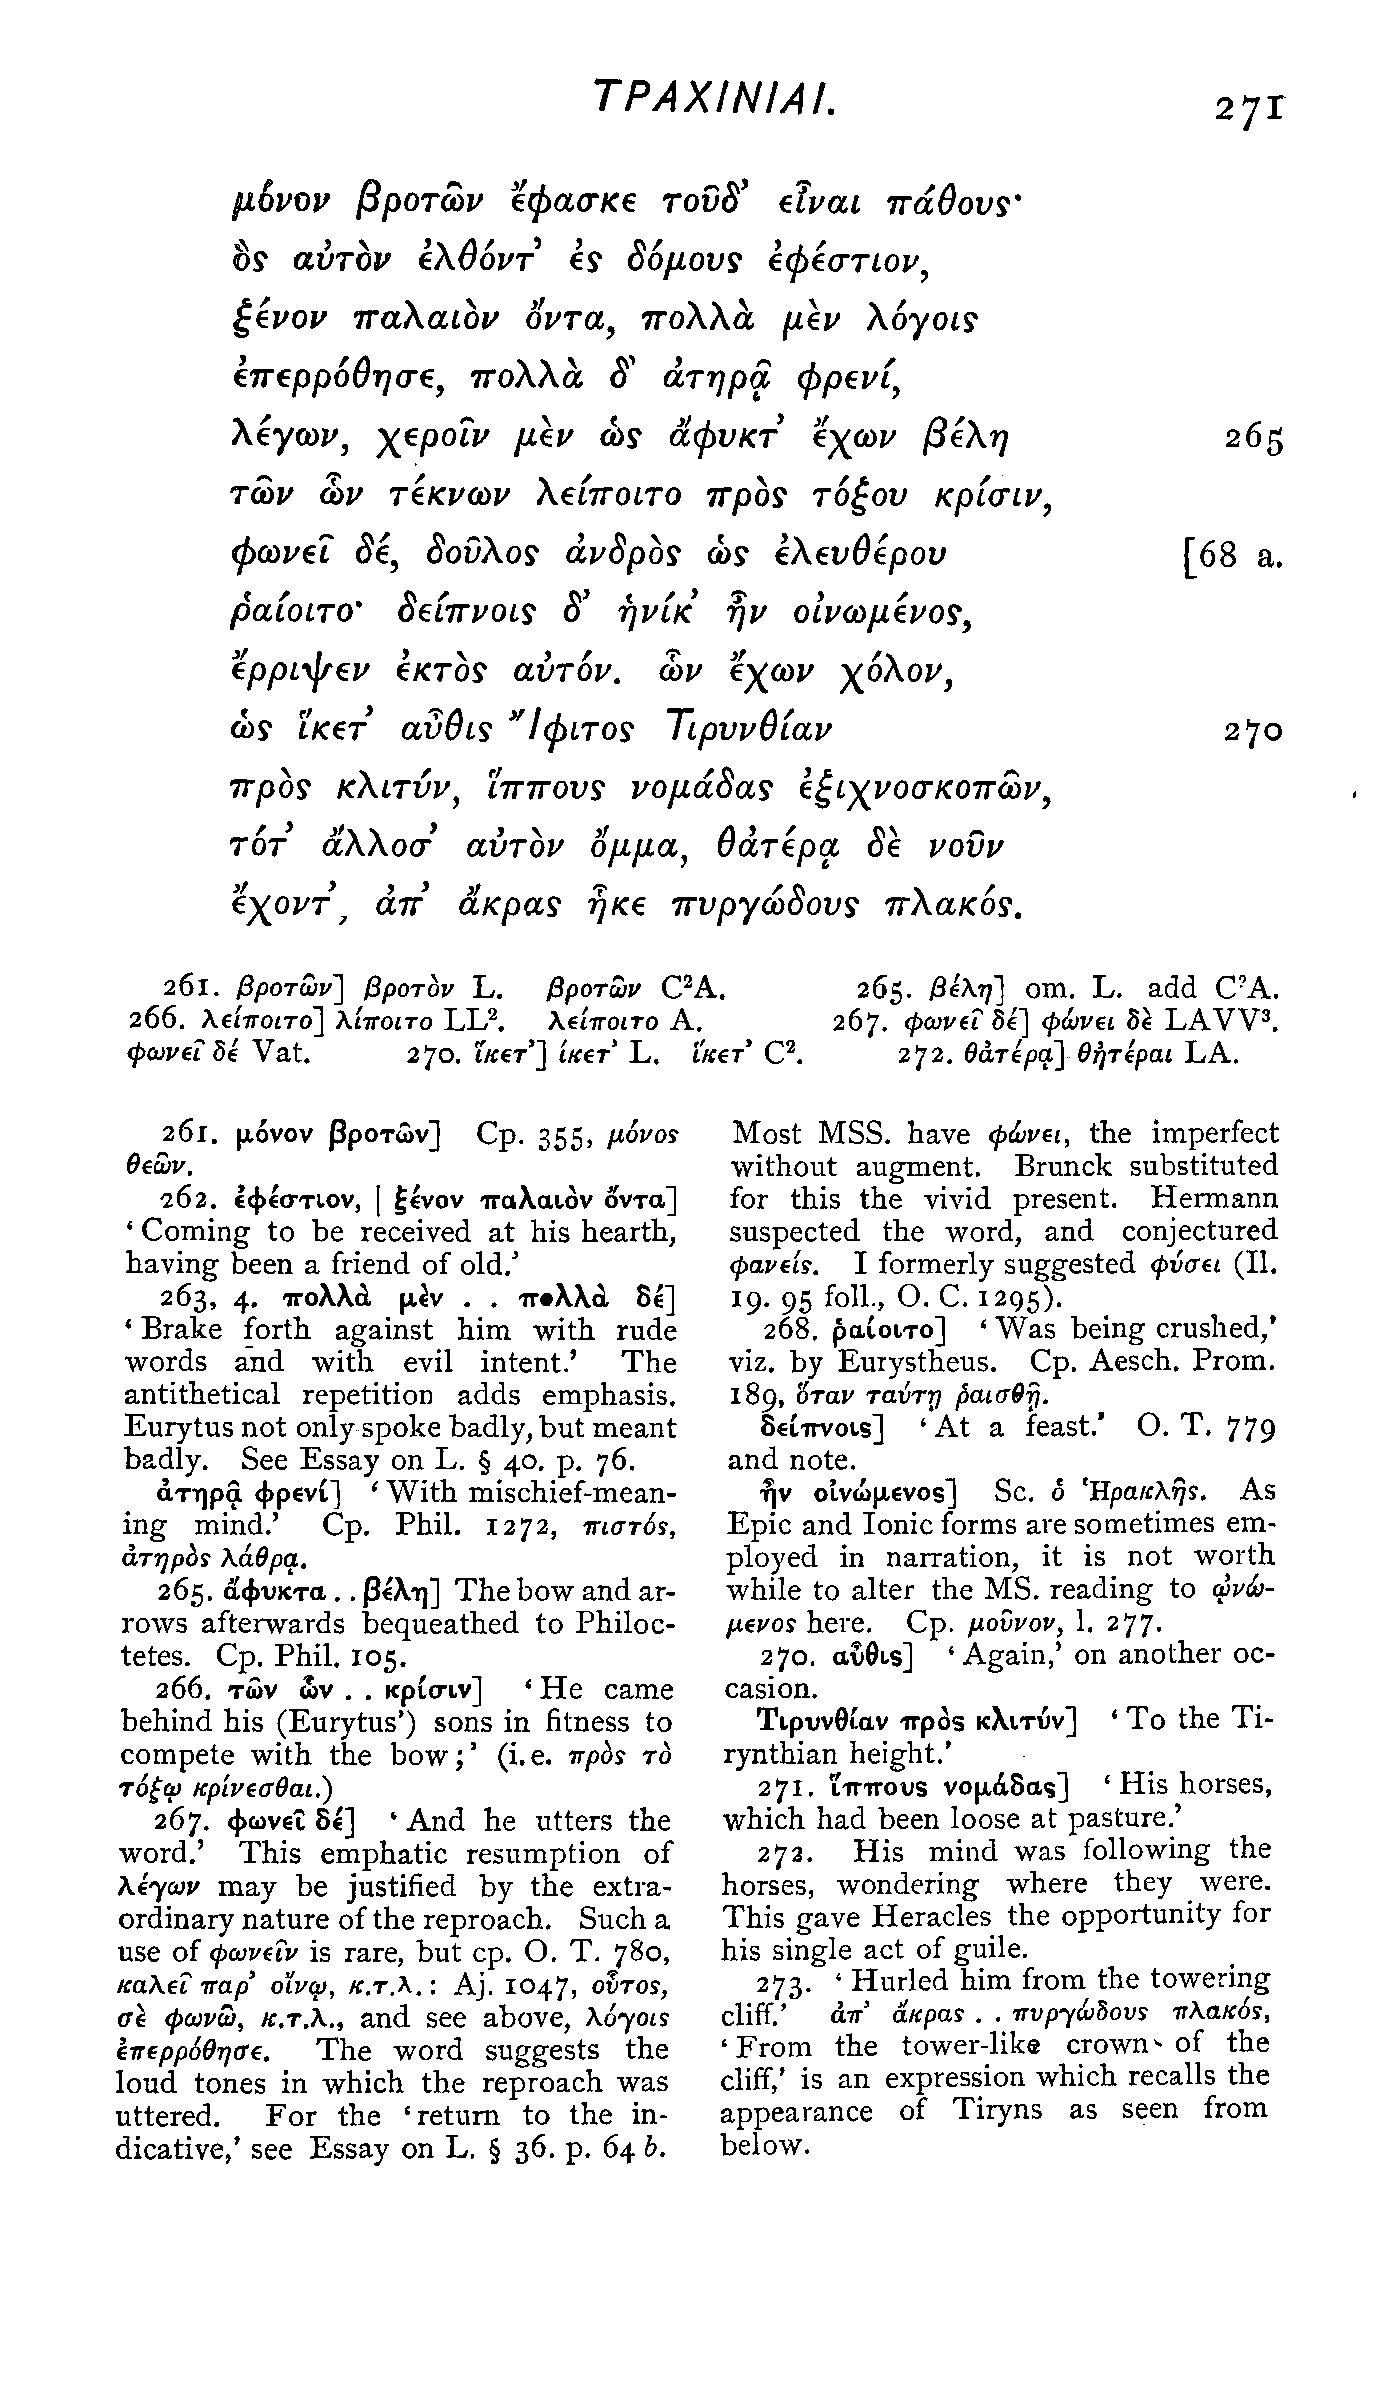 ΤΡΑΧΙΝΙΑΙ.
271
μόνον βροτῶν ἔφασκε τοῦδ' εἶναι πάθους·
ὃς αὐτὸν ἐλθόντ' ἐς δόμους ἐφέστιον,
ξένον παλαιὸν ὄντα, πολλὰ μὲν λόγοις
ἐπερρόθησε, πολλὰ δ' ἀτηρᾷ φρενί,
λέγων, χεροῖν μὲν ὡς ἄφυκτ' ἔχων βέλη 265
τῶν ὧν τέκνων λείποιτο πρὸς τόξου κρίσιν,
φωνεῖ δέ, δοῦλος ἀνδρὸς ὡς ἐλευθέρου [68 a.
ῥαίοιτο· δείπνοις δ' ἡνίκ' ἦν οἰνωμένος,
ἔρριψεν ἐκτὸς αὐτόν. ὧν ἔχων χόλον,
ὡς ἵκετ' αὖθις Ἴφιτος Τιρυνθίαν 270
πρὸς κλιτύν, ἵππους νομάδας ἐξιχνοσκοπῶν,
τότ' ἄλλοσ' αὐτὸν ὄμμα, θἀτέρᾳ δὲ νοῦν
ἔχοντ', ἀπ' ἄκρας ἧκε πυργώδους πλακός.
261. βροτῶν] βροτὸν L. βροτῶν C²A. 265. βέλη] om. L. add C²A.
266. λείποιτο] λίποιτο LL². λείποιτο A. 267. φωνεῖ δέ] φώνει δὲ LAVV³.
φωνεῖ δέ Vat. 270. ἵκετ'] ἱκετ' L. ἵκετ' C². 272. θἀτέρᾳ] θἠτέραι LA.
261. μόνον βροτῶν] Cp. 355, μόνος
θεῶν.
262. ἐφέστιον, | ξένον παλαιὸν ὄντα]
'Coming to be received at his hearth,
having been a friend of old.'
263, 4. πολλὰ μὲν . . πολλὰ δέ]
'Brake forth against him with rude
words and with evil intent.' The
antithetical repetition adds emphasis.
Eurytus not only spoke badly, but meant
badly. See Essay on L. § 40. p. 76.
ἀτηρᾷ φρενί] 'With mischief-mean-
ing mind.' Cp. Phil. 1272, πιστός,
ἀτηρὸς λάθρᾳ.
265. ἄφυκτα . . βέλη] The bow and ar-
rows afterwards bequeathed to Philoc-
tetes. Cp. Phil. 105.
266. τῶν ὧν . . κρίσιν] 'He came
behind his (Eurytus') sons in fitness to
compete with the bow;' (i.e. πρὸς τὸ
τόξῳ κρίνεσθαι.)
267. φωνεῖ δέ] 'And he utters the
word.' This emphatic resumption of
λέγων may be justified by the extra-
ordinary nature of the reproach. Such a
use of φωνεῖν is rare, but cp. O. T. 780,
καλεῖ παρ' οἴνῳ, κ.τ.λ.: Aj. 1047, οὗτος,
σὲ φωνῶ, κ.τ.λ., and see above, λόγοις
ἐπερρόθησε. The word suggests the
loud tones in which the reproach was
uttered. For the 'return to the in-
dicative,' see Essay on L. § 36. p. 64 b.
Most MSS. have φώνει, the imperfect
without augment. Brunck substituted
for this the vivid present. Hermann
suspected the word, and conjectured
φανείς. I formerly suggested φύσει (Il.
19. 95 foll., O. C. 1295).
268. ῥαίοιτο] 'Was being crushed,'
viz. by Eurystheus. Cp. Aesch. Prom.
189, ὅταν ταύτῃ ῥαισθῇ.
δείπνοις] 'At a feast.' O. T. 779
and note.
ἦν οἰνώμενος] Sc. ὁ Ἡρακλῆς. As
Epic and Ionic forms are sometimes em-
ployed in narration, it is not worth
while to alter the MS. reading to ᾠνώ-
μενος here. Cp. μοῦνον, l. 277.
270. αὖθις] 'Again,' on another oc-
casion.
Τιρυνθίαν πρὸς κλιτύν] 'To the Ti-
rynthian height.'
271. ἵππους νομάδας] 'His horses,
which had been loose at pasture.'
272. His mind was following the
horses, wondering where they were.
This gave Heracles the opportunity for
his single act of guile.
273. 'Hurled him from the towering
cliff.' ἀπ' ἄκρας . . πυργώδους πλακός,
'From the tower-like crown of the
cliff,' is an expression which recalls the
appearance of Tiryns as seen from
below.